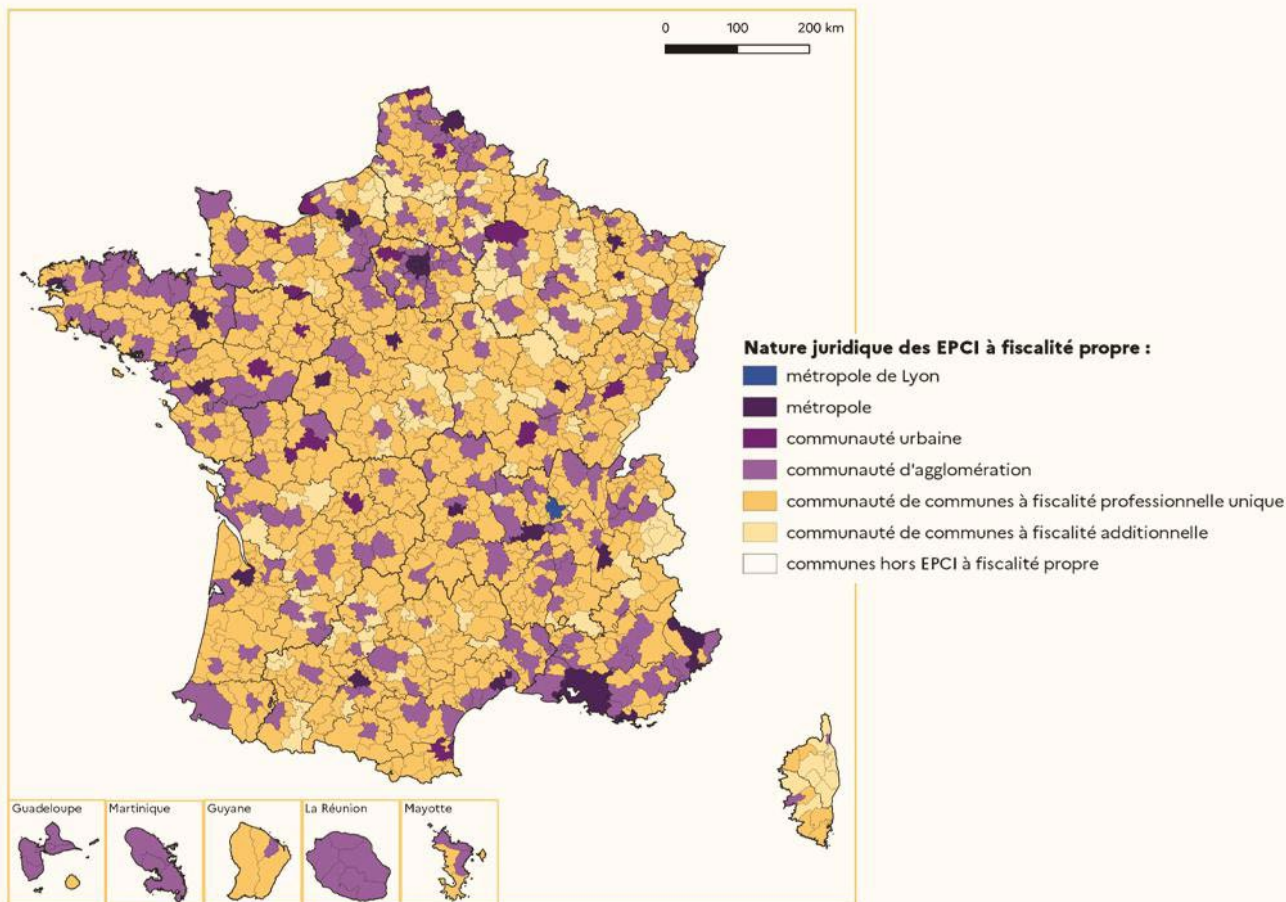 0 100 200 km
Nature juridique des EPCI à fiscalité propre :
métropole de Lyon
métropole
communauté urbaine
communauté d'agglomération
communauté de communes à fiscalité professionnelle unique
communauté de communes à fiscalité additionnelle
communes hors EPCI à fiscalité propre
Guadeloupe Martinique Guyane La Réunion Mayotte